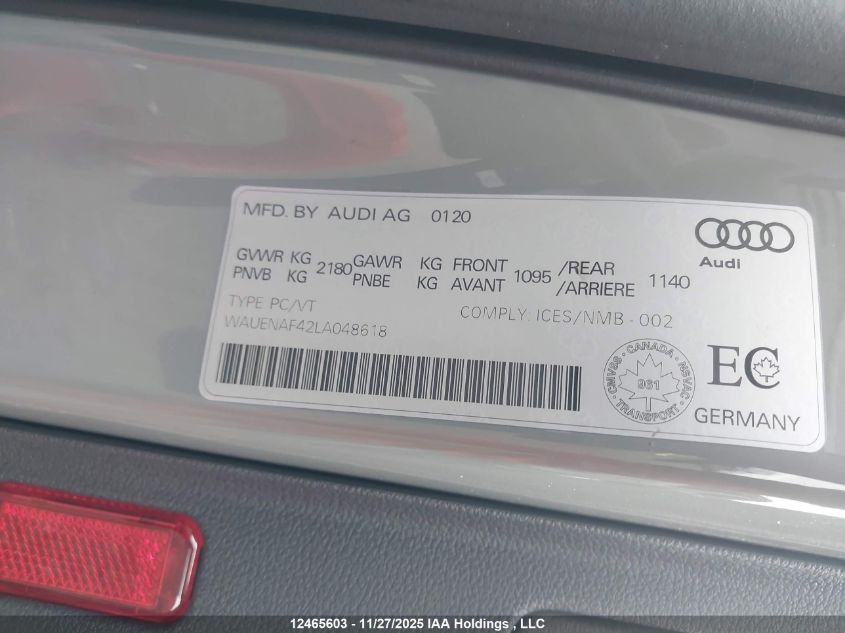 MFD. BY AUDI AG 0120
GVWR KG 2180 GAWR KG FRONT 1095 /REAR 1140
PNVB KG PNBE KG AVANT /ARRIERE
TYPE PC/VT
COMPLY: ICES/NMB - 002
WAUENAF42LA048618
Audi
CANADA
CMVSS
NSVAC
961
TRANSPORT
EC
GERMANY
12465603 - 11/27/2025 IAA Holdings , LLC